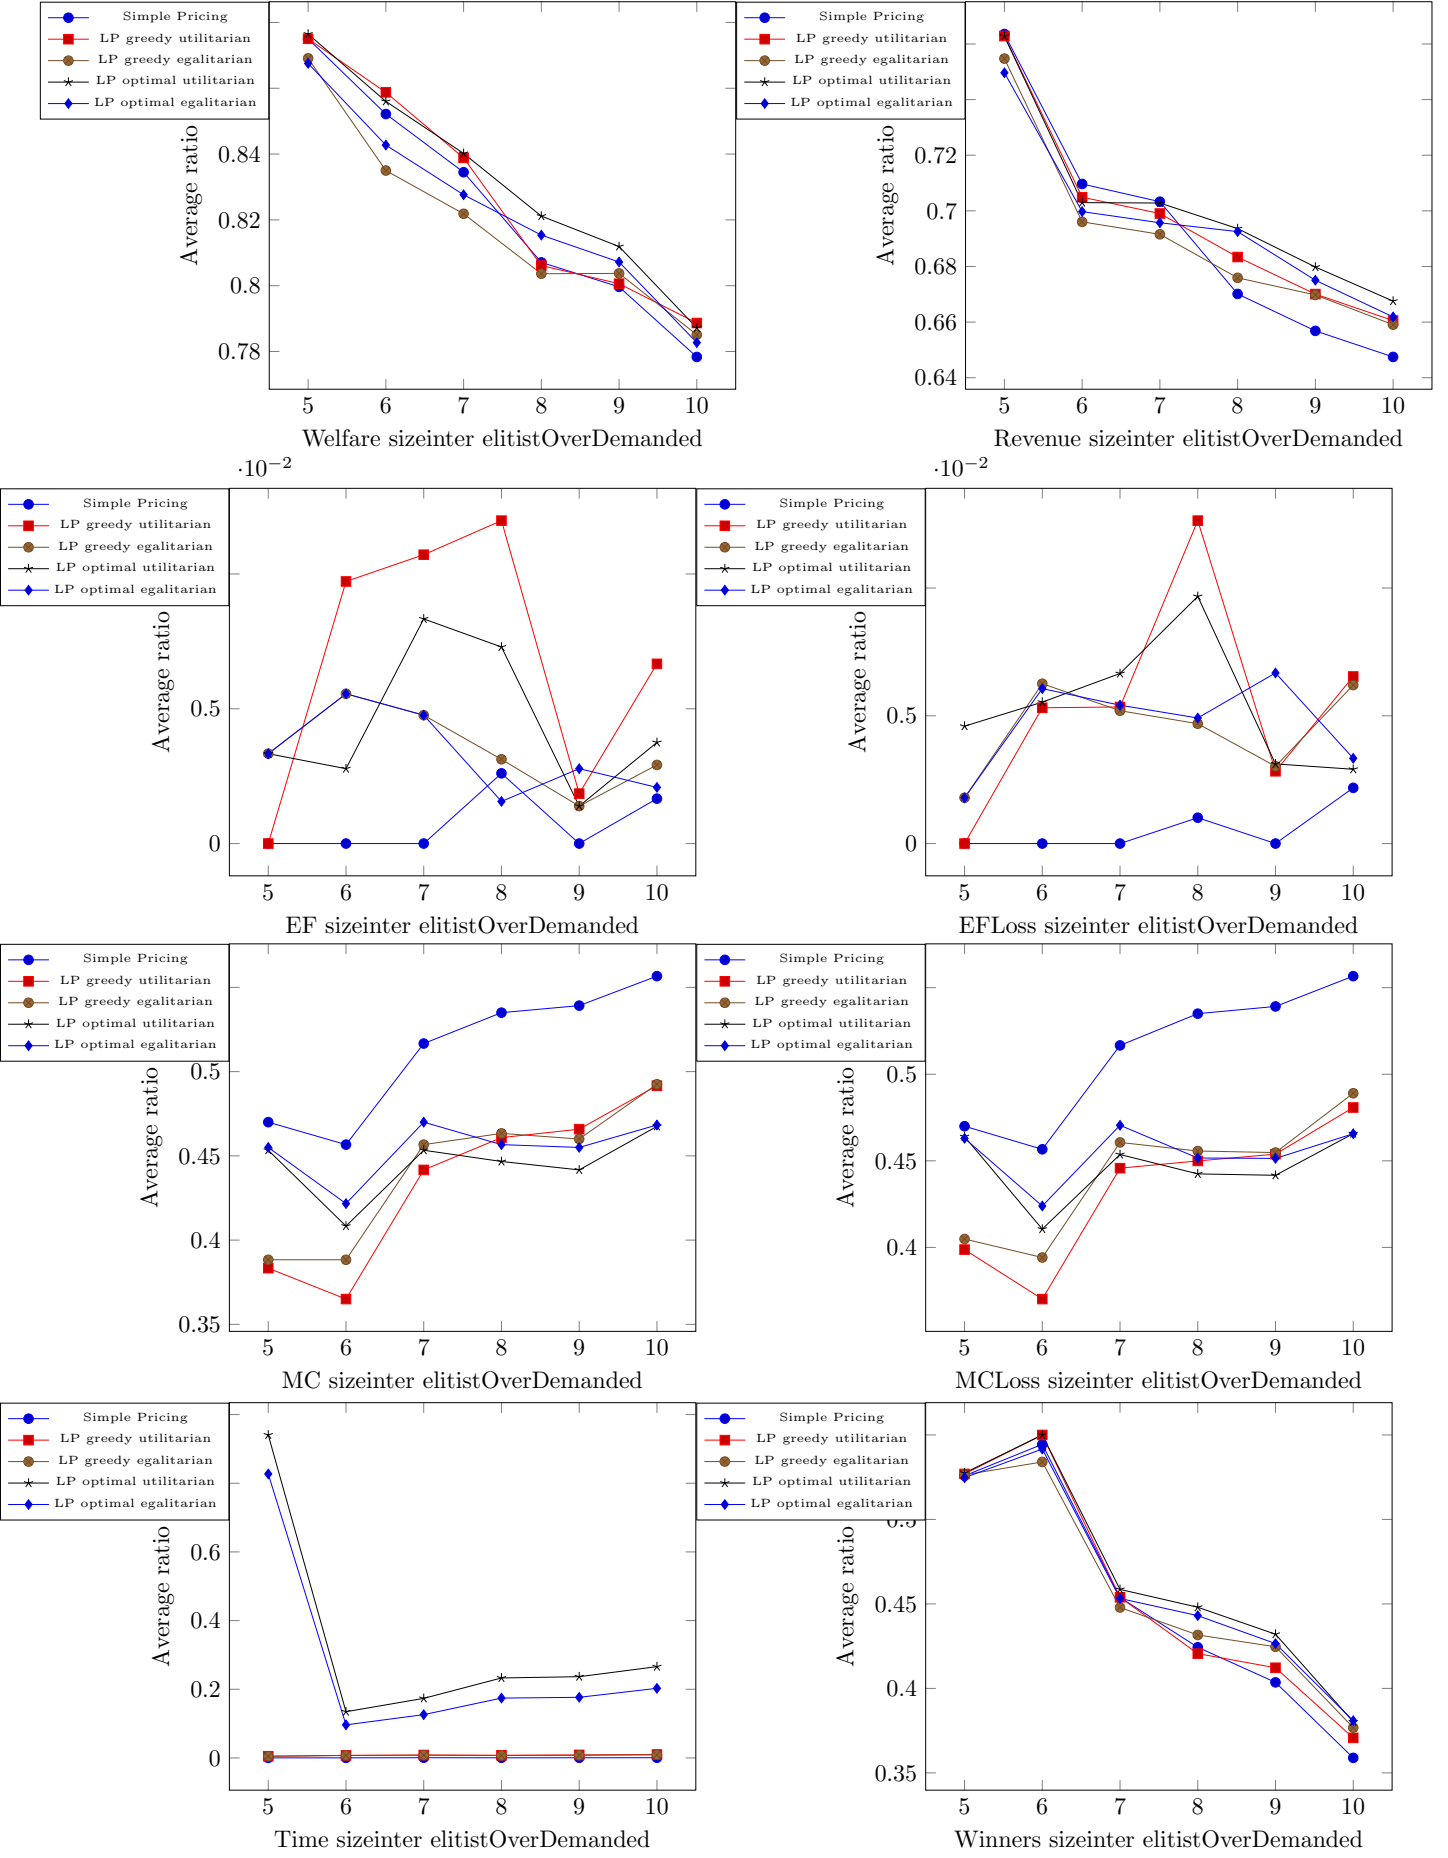 Simple Pricing
LP greedy utilitarian
LP greedy egalitarian
LP optimal utilitarian
LP optimal egalitarian
Average ratio
0.84
0.82
0.8
0.78
5 6 7 8 9 10
Welfare sizeinter elitistOverDemanded
Simple Pricing
LP greedy utilitarian
LP greedy egalitarian
LP optimal utilitarian
LP optimal egalitarian
Average ratio
0.72
0.7
0.68
0.66
0.64
5 6 7 8 9 10
Revenue sizeinter elitistOverDemanded
·10⁻²
Simple Pricing
LP greedy utilitarian
LP greedy egalitarian
LP optimal utilitarian
LP optimal egalitarian
Average ratio
0.5
0
5 6 7 8 9 10
EF sizeinter elitistOverDemanded
·10⁻²
Simple Pricing
LP greedy utilitarian
LP greedy egalitarian
LP optimal utilitarian
LP optimal egalitarian
Average ratio
0.5
0
5 6 7 8 9 10
EFLoss sizeinter elitistOverDemanded
Simple Pricing
LP greedy utilitarian
LP greedy egalitarian
LP optimal utilitarian
LP optimal egalitarian
Average ratio
0.5
0.45
0.4
0.35
5 6 7 8 9 10
MC sizeinter elitistOverDemanded
Simple Pricing
LP greedy utilitarian
LP greedy egalitarian
LP optimal utilitarian
LP optimal egalitarian
Average ratio
0.5
0.45
0.4
5 6 7 8 9 10
MCLoss sizeinter elitistOverDemanded
Simple Pricing
LP greedy utilitarian
LP greedy egalitarian
LP optimal utilitarian
LP optimal egalitarian
Average ratio
0.6
0.4
0.2
0
5 6 7 8 9 10
Time sizeinter elitistOverDemanded
Simple Pricing
LP greedy utilitarian
LP greedy egalitarian
LP optimal utilitarian
LP optimal egalitarian
Average ratio
0.5
0.45
0.4
0.35
5 6 7 8 9 10
Winners sizeinter elitistOverDemanded